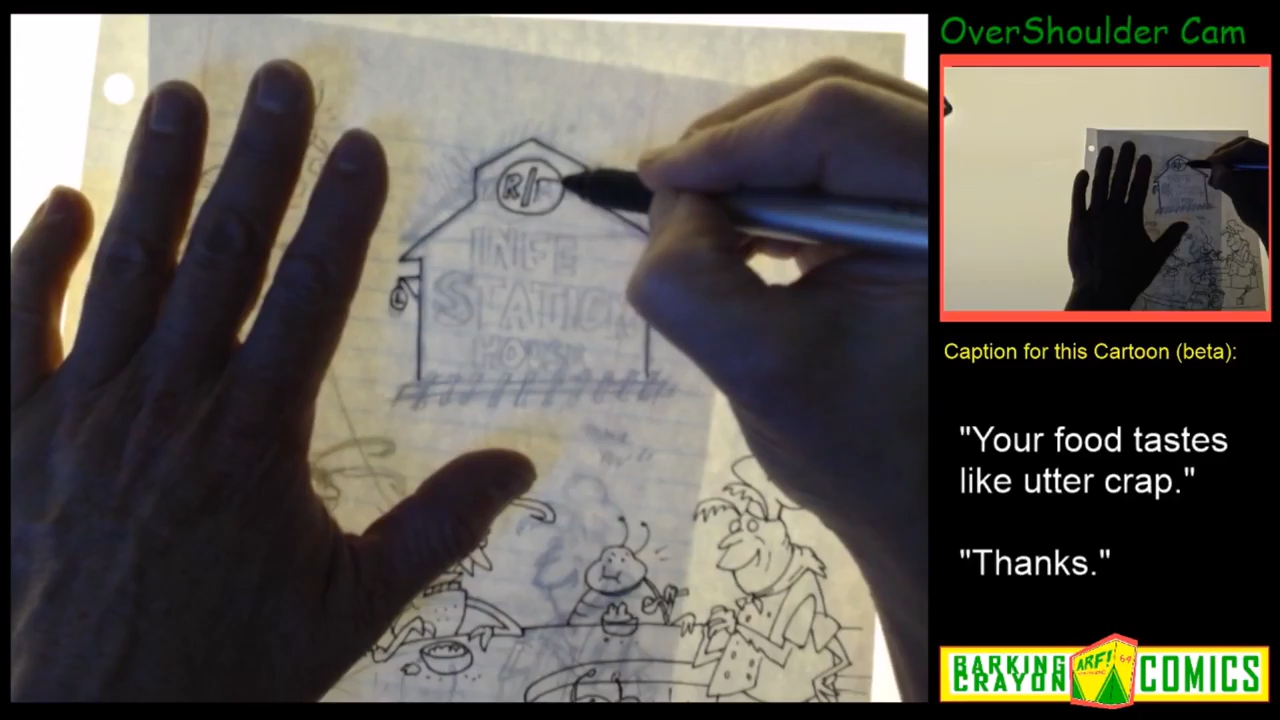 OverShoulder Cam
R/
INFE
STATION
HOUSE
Caption for this Cartoon (beta):
"Your food tastes
like utter crap."
"Thanks."
BARKING
CRAYON
ARF!
64
COMICS